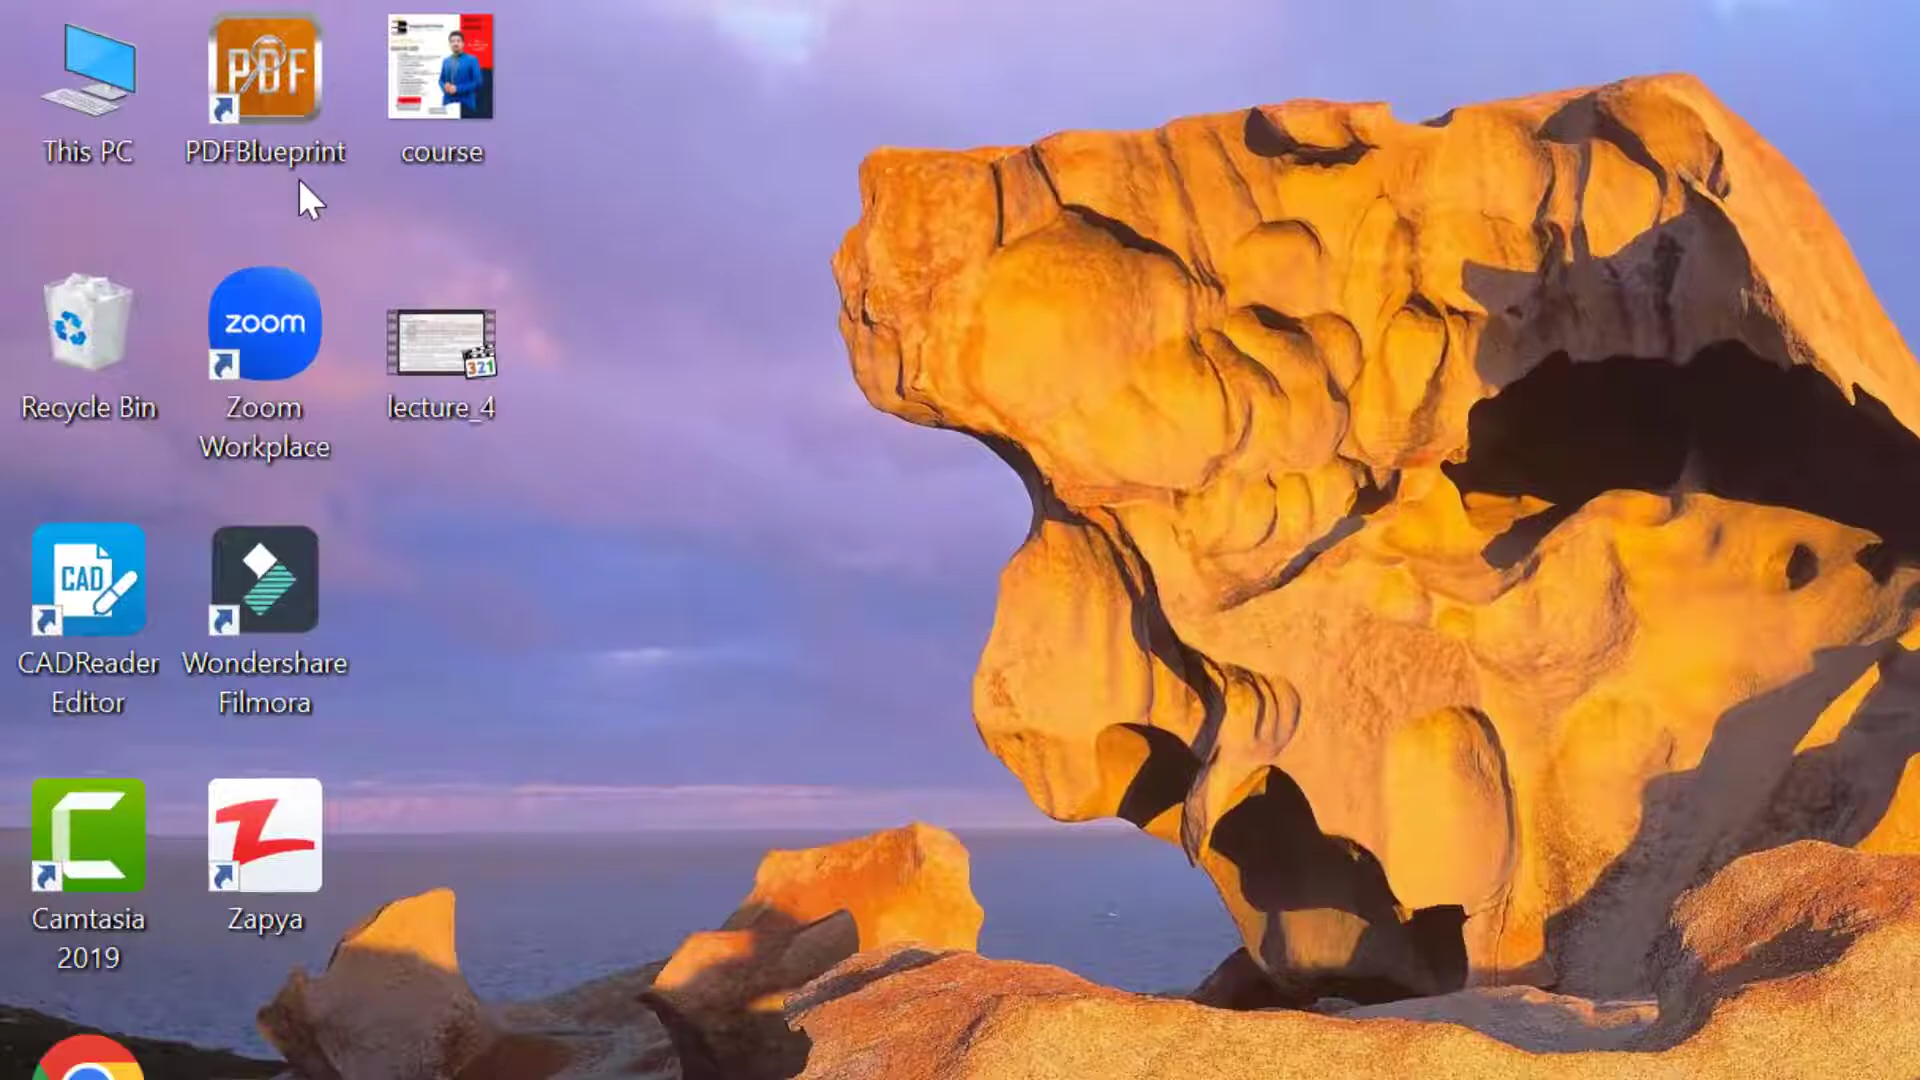 PDF
This PC
PDFBlueprint
course
zoom
321
Recycle Bin
Zoom
Workplace
lecture_4
CAD
CADReader
Editor
Wondershare
Filmora
Camtasia
2019
Zapya